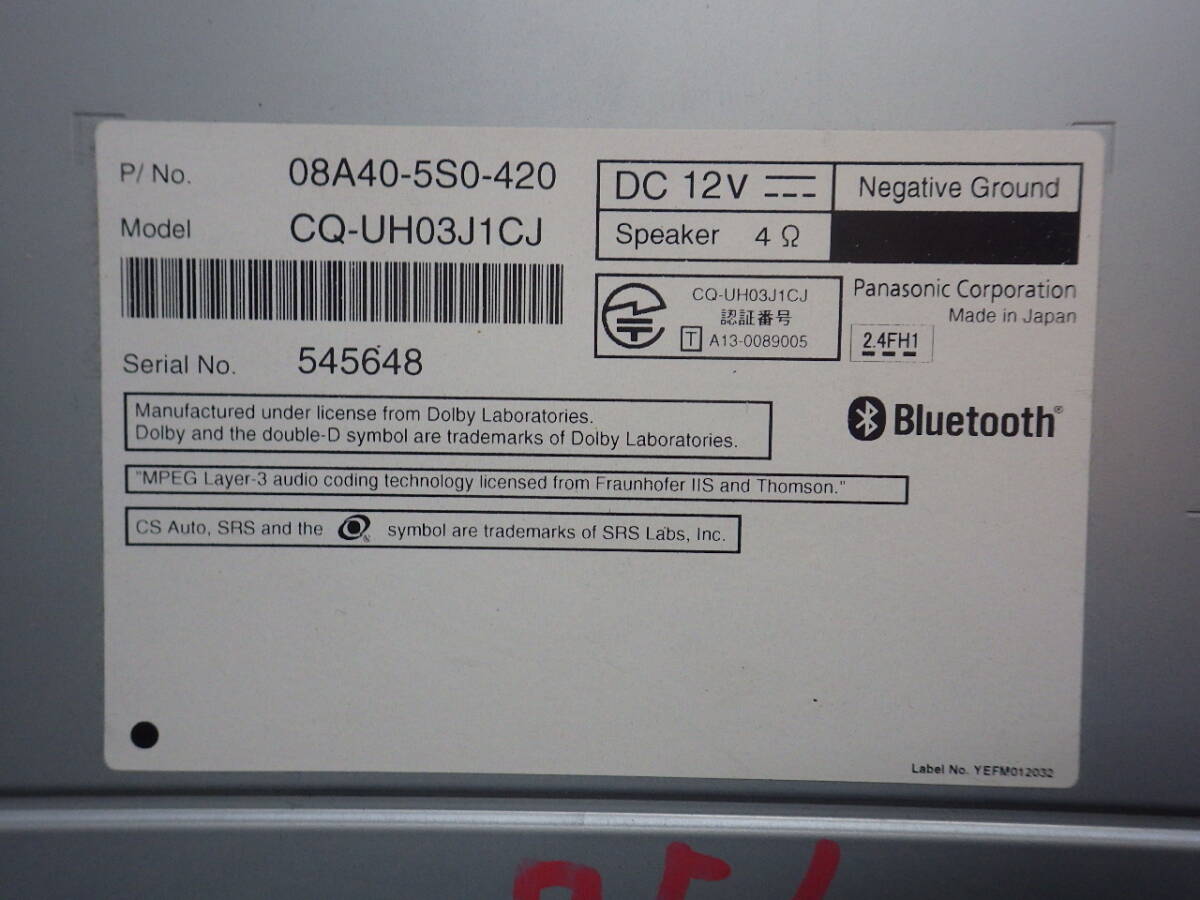 P/ No. 08A40-5S0-420
Model CQ-UH03J1CJ
Serial No. 545648
DC 12V
Negative Ground
Speaker 4 Ω
CQ-UH03J1CJ
認証番号
T A13-0089005
Panasonic Corporation
Made in Japan
2.4FH1
Manufactured under license from Dolby Laboratories.
Dolby and the double-D symbol are trademarks of Dolby Laboratories.
Bluetooth®
"MPEG Layer-3 audio coding technology licensed from Fraunhofer IIS and Thomson."
CS Auto, SRS and the ® symbol are trademarks of SRS Labs, Inc.
Label No. YEFM012032